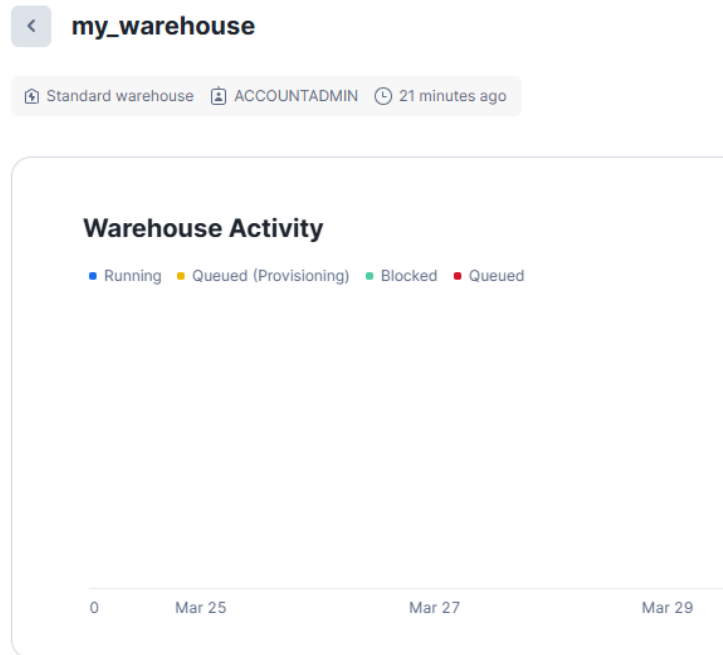 my_warehouse
Standard warehouse ACCOUNTADMIN 21 minutes ago
Warehouse Activity
Running Queued (Provisioning) Blocked Queued
0 Mar 25 Mar 27 Mar 29